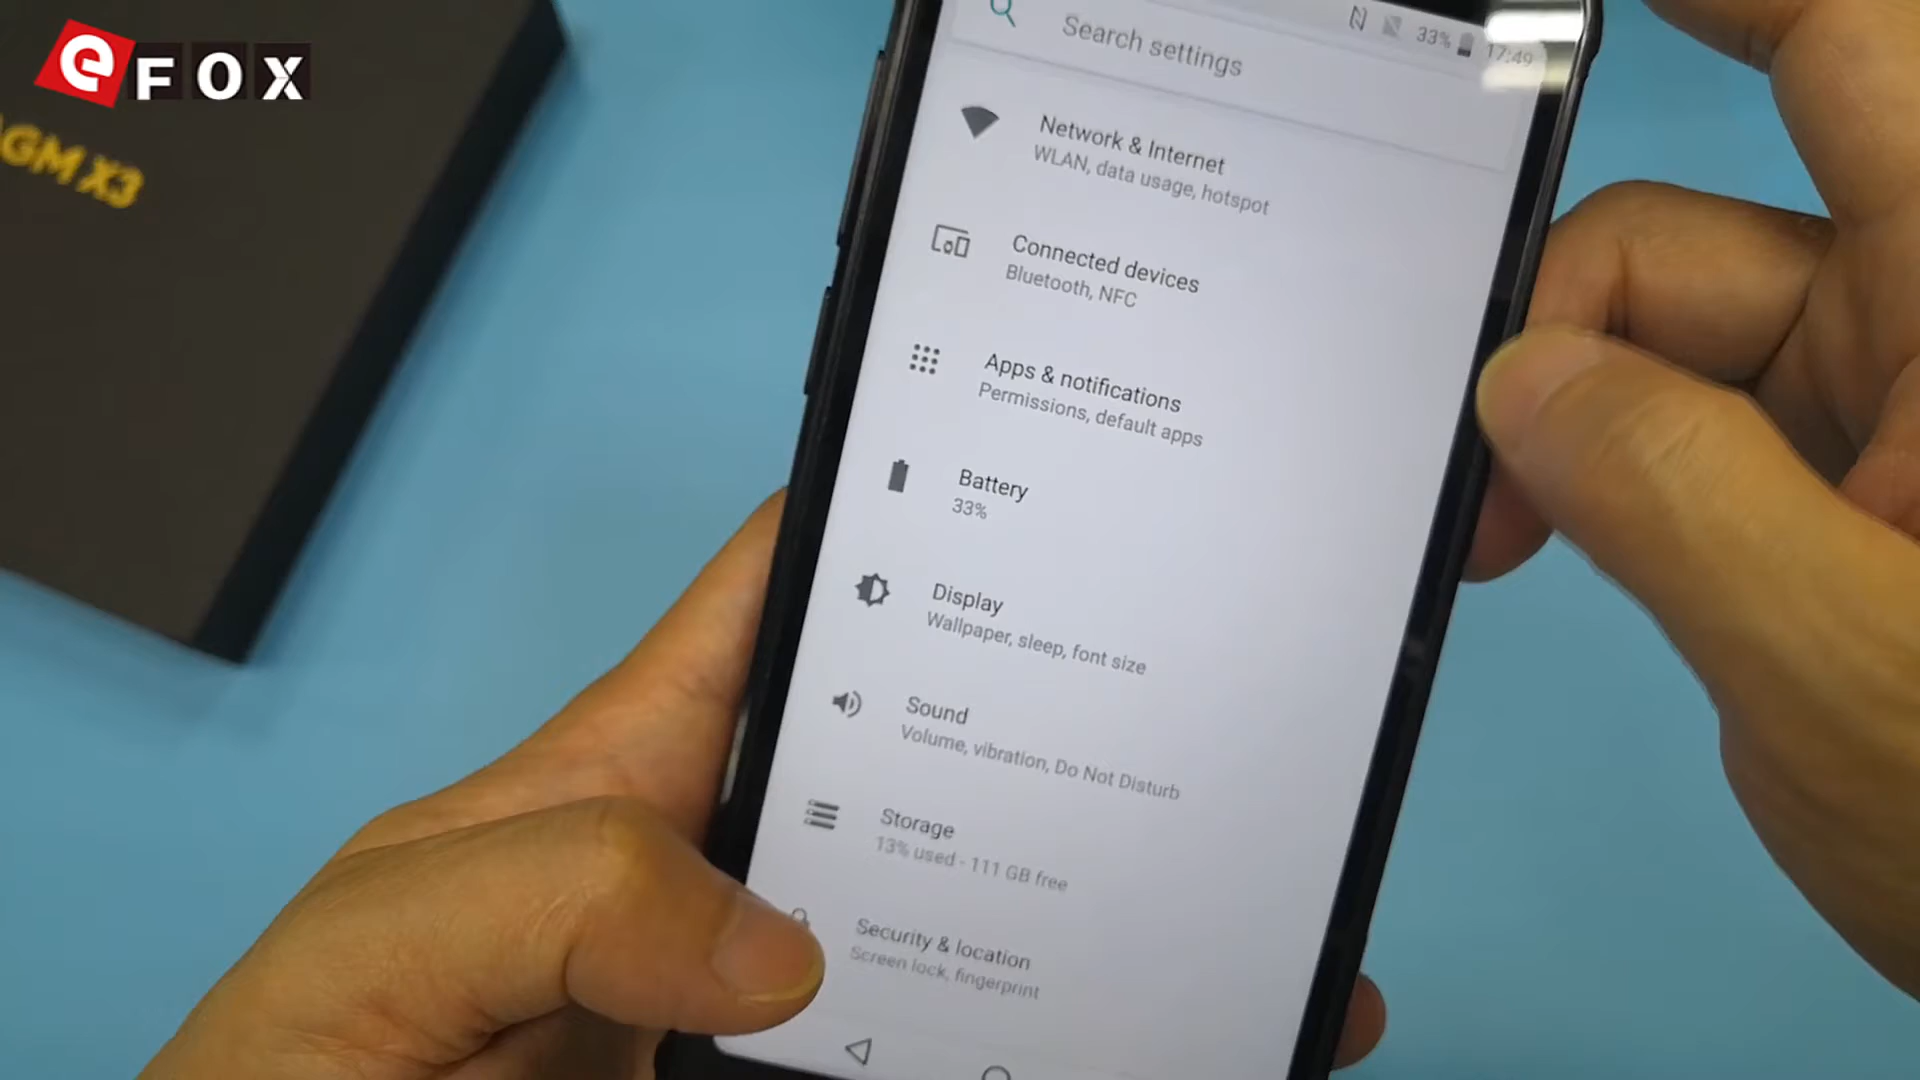 eFOX
AGM X3
33% 17:49
Search settings
Network & Internet
WLAN, data usage, hotspot
Connected devices
Bluetooth, NFC
Apps & notifications
Permissions, default apps
Battery
33%
Display
Wallpaper, sleep, font size
Sound
Volume, vibration, Do Not Disturb
Storage
13% used - 111 GB free
Security & location
Screen lock, fingerprint